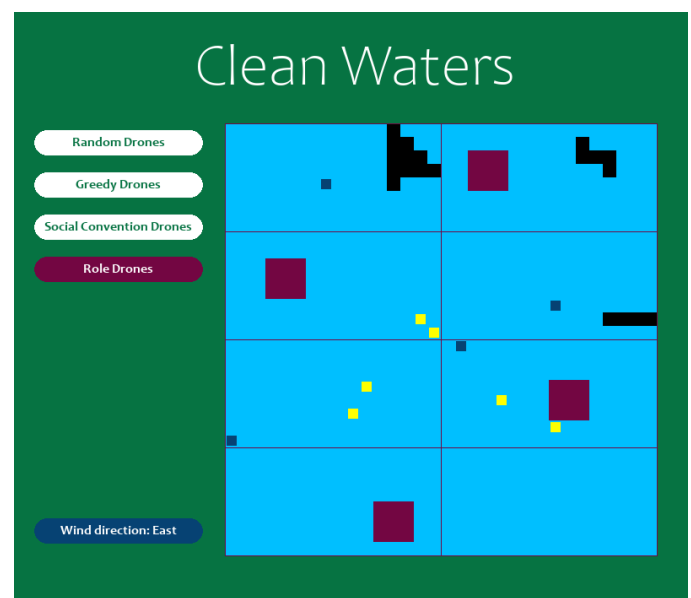 Clean Waters
Random Drones
Greedy Drones
Social Convention Drones
Role Drones
Wind direction: East